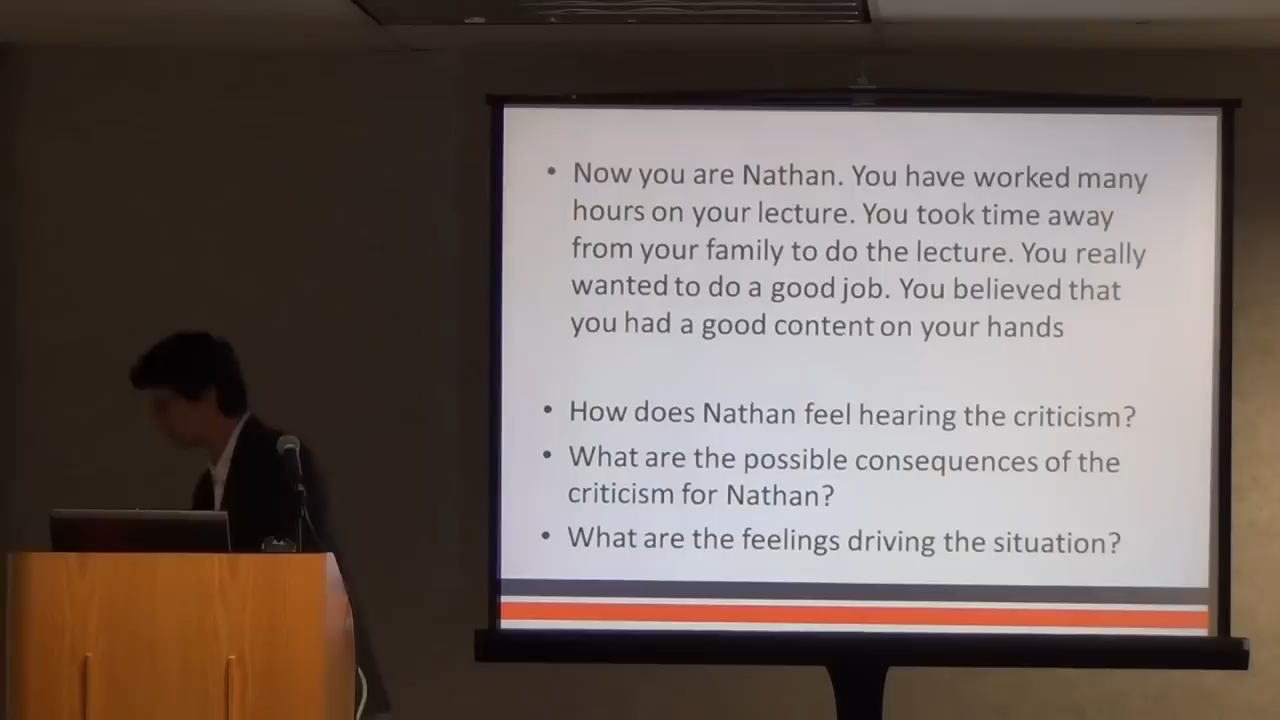 • Now you are Nathan. You have worked many
hours on your lecture. You took time away
from your family to do the lecture. You really
wanted to do a good job. You believed that
you had a good content on your hands
• How does Nathan feel hearing the criticism?
• What are the possible consequences of the
criticism for Nathan?
• What are the feelings driving the situation?